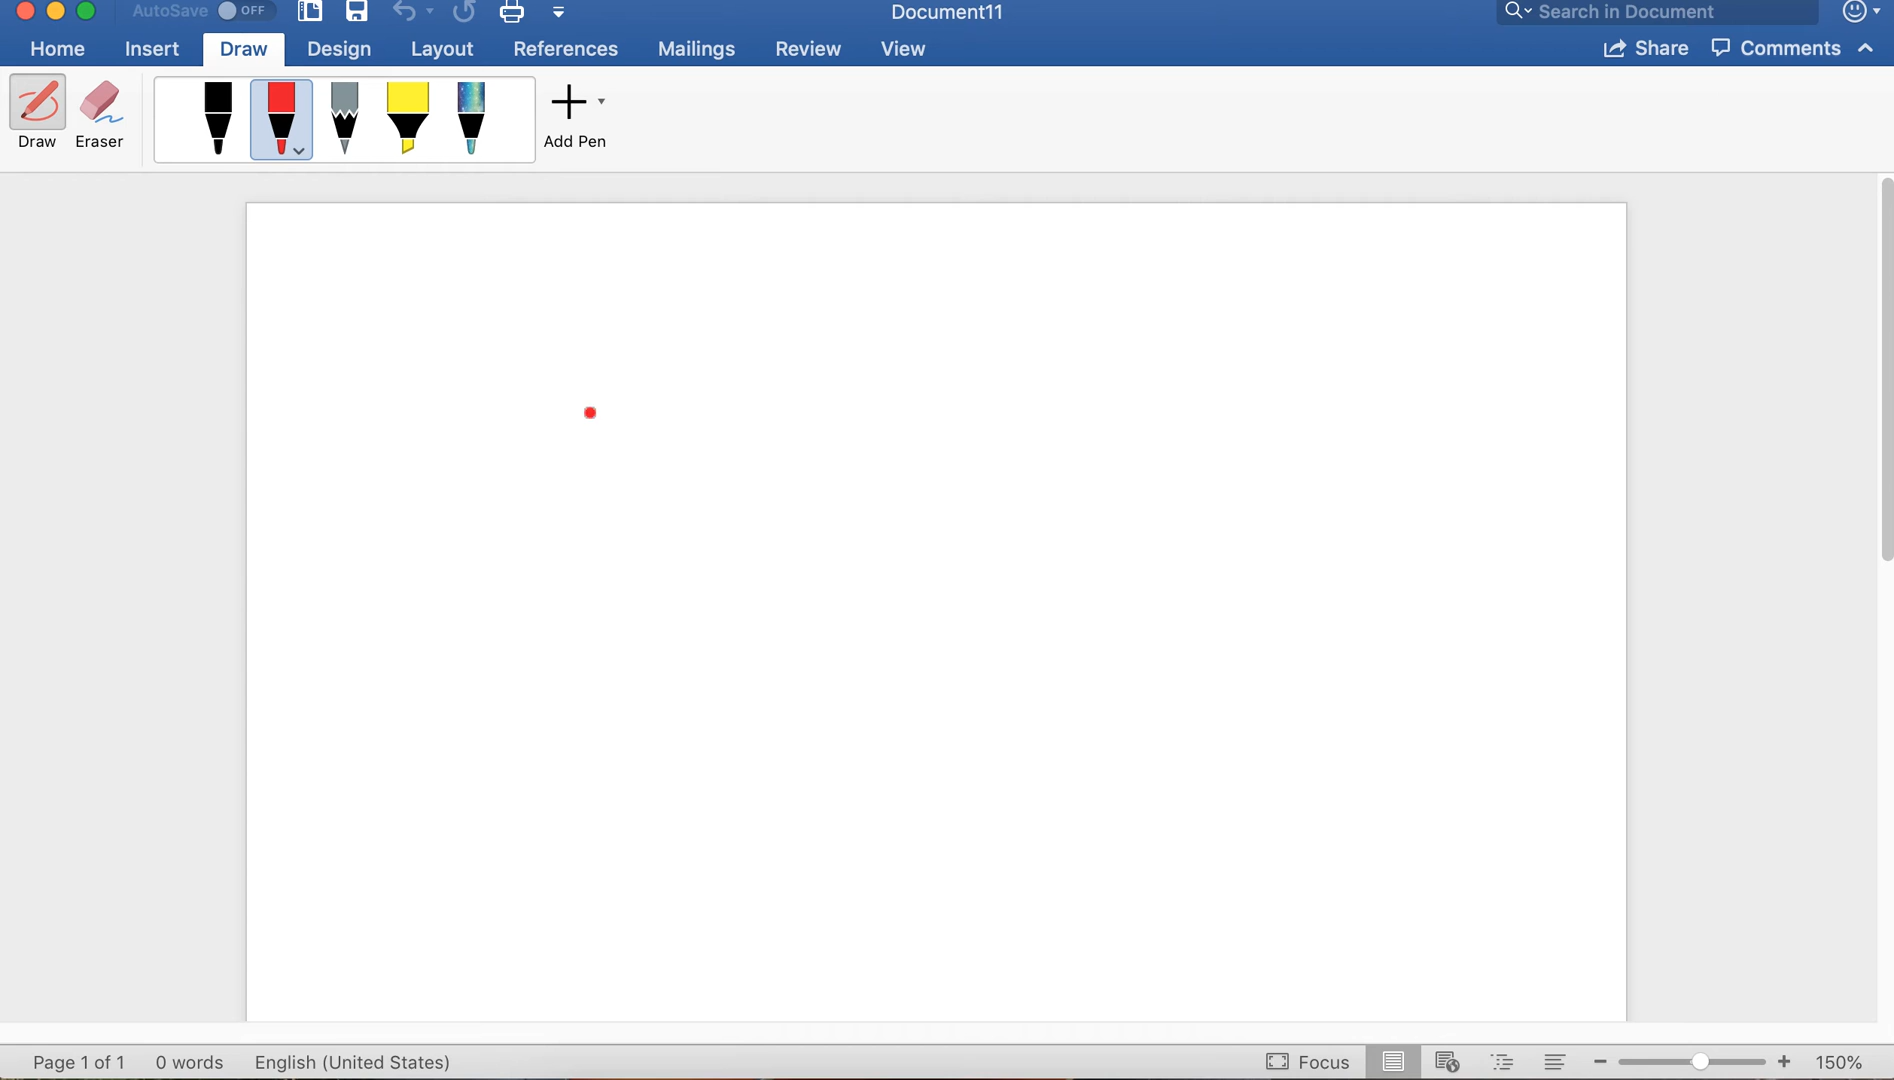 AutoSave OFF Document11 Search in Document
Home Insert Draw Design Layout References Mailings Review View Share Comments
Draw Eraser Add Pen
Page 1 of 1 0 words English (United States) Focus 150%